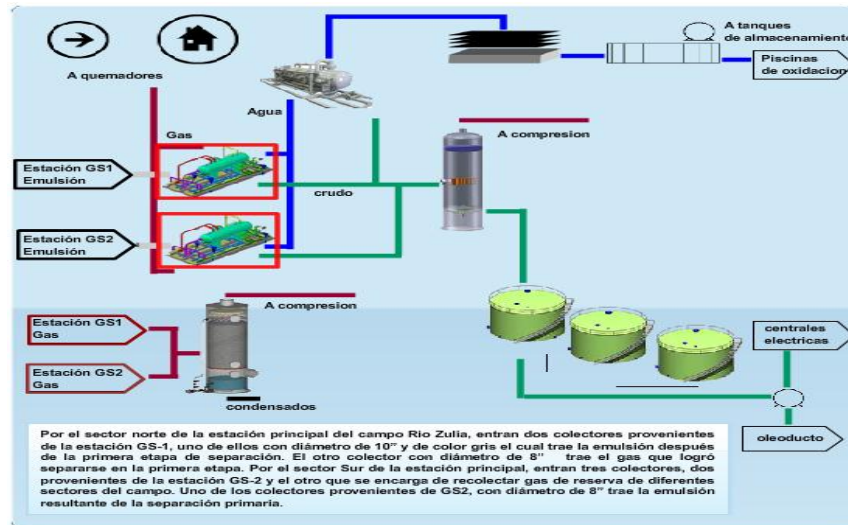 A tanques
de almacenamiento
Piscinas
de oxidacion
A quemadores
Agua
Gas
A compresion
Estación GS1
Emulsión
crudo
Estación GS2
Emulsión
A compresion
Estación GS1
Gas
Estación GS2
Gas
condensados
centrales
electricas
oleoducto
Por el sector norte de la estación principal del campo Rio Zulia, entran dos colectores provenientes
de la estación GS-1, uno de ellos con diámetro de 10” y de color gris el cual trae la emulsión después
de la primera etapa de separación. El otro colector con diámetro de 8” trae el gas que logró
separarse en la primera etapa. Por el sector Sur de la estación principal, entran tres colectores, dos
provenientes de la estación GS-2 y el otro que se encarga de recolectar gas de reserva de diferentes
sectores del campo. Uno de los colectores provenientes de GS2, con diámetro de 8” trae la emulsión
resultante de la separación primaria.